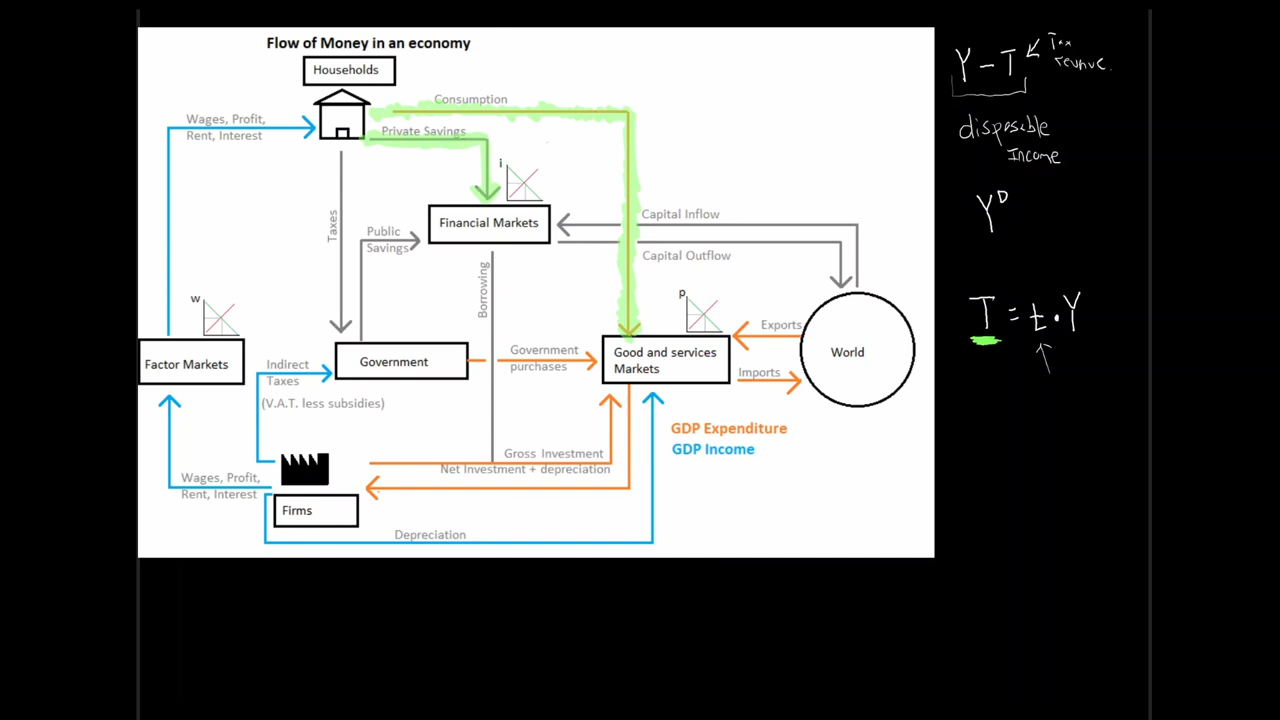 Flow of Money in an economy
Households
Consumption
Wages, Profit,
Rent, Interest
Private Savings
i
Taxes
Public
Savings
Financial Markets
Capital Inflow
Capital Outflow
Borrowing
w
p
Factor Markets
Government
Indirect
Taxes
(V.A.T. less subsidies)
Government
purchases
Good and services
Markets
Exports
Imports
World
GDP Expenditure
GDP Income
Gross Investment
Net Investment + depreciation
Wages, Profit,
Rent, Interest
Firms
Depreciation
Y - T
Tax
revenue.
disposable
Income
Y^D
T = t · Y